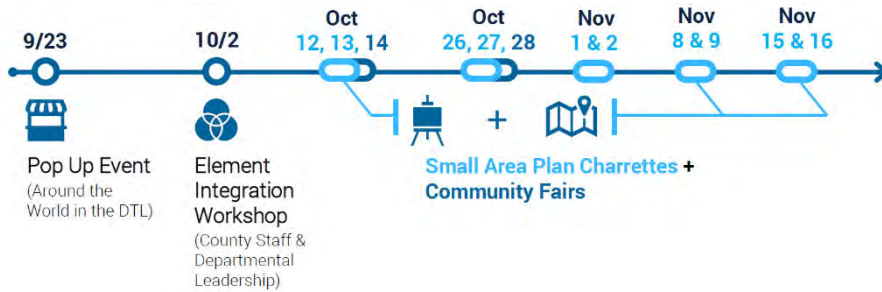 9/23
10/2
Oct
12, 13, 14
Oct
26, 27, 28
Nov
1 & 2
Nov
8 & 9
Nov
15 & 16
Pop Up Event
(Around the
World in the DTL)
Element
Integration
Workshop
(County Staff &
Departmental
Leadership)
+
Small Area Plan Charrettes +
Community Fairs